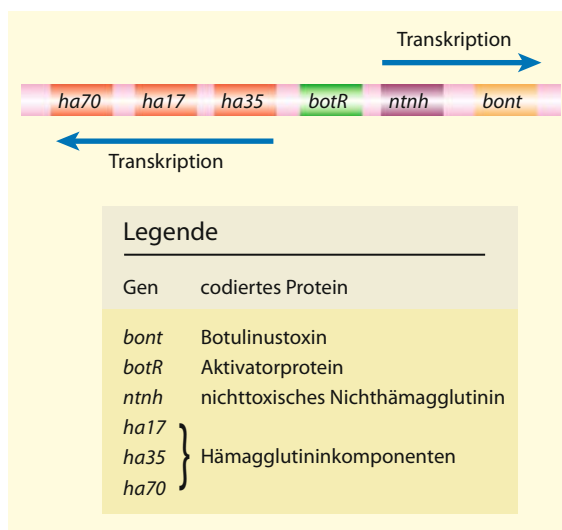 Transkription
ha70 ha17 ha35 botR ntnh bont
Transkription
Legende
Gen codiertes Protein
bont Botulinustoxin
botR Aktivatorprotein
ntnh nichttoxisches Nichthämagglutinin
ha17
ha35 } Hämagglutininkomponenten
ha70